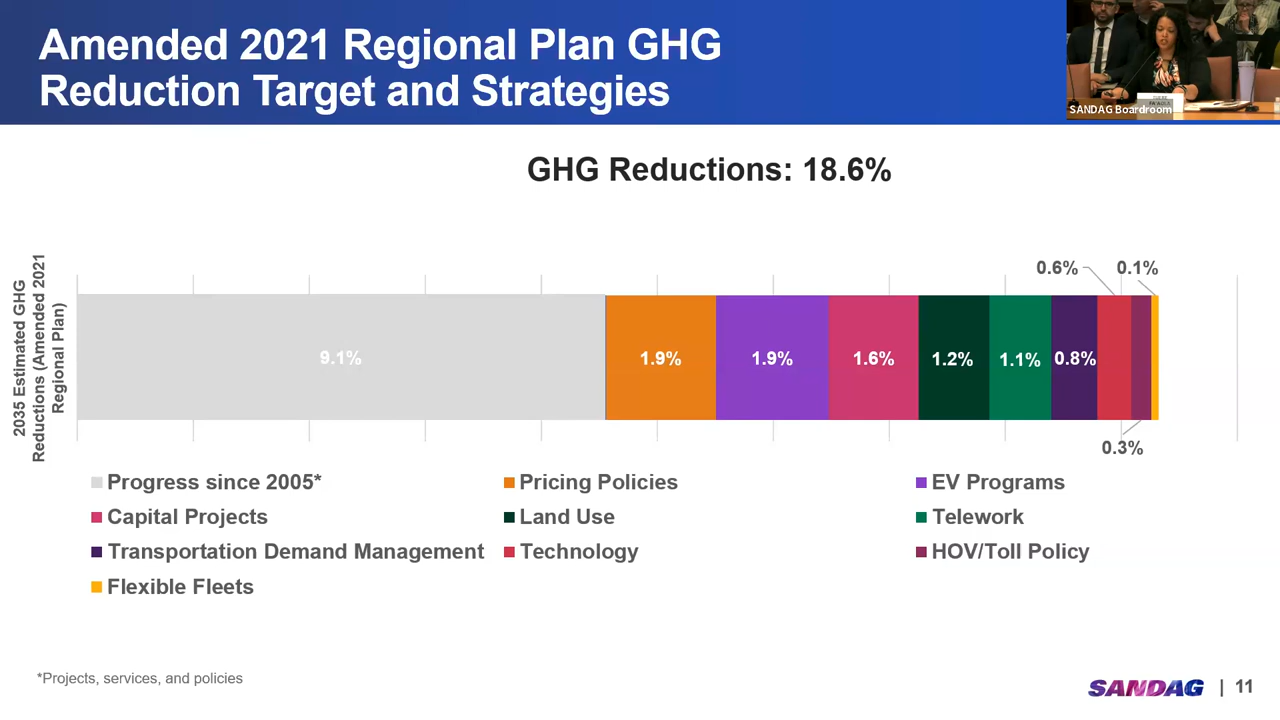 Amended 2021 Regional Plan GHG
Reduction Target and Strategies
SANDAG Boardroom
GHG Reductions: 18.6%
2035 Estimated GHG
Reductions (Amended 2021
Regional Plan)
0.6%
0.1%
9.1%
1.9%
1.9%
1.6%
1.2%
1.1%
0.8%
0.3%
Progress since 2005*
Pricing Policies
EV Programs
Capital Projects
Land Use
Telework
Transportation Demand Management
Technology
HOV/Toll Policy
Flexible Fleets
*Projects, services, and policies
SANDAG | 11